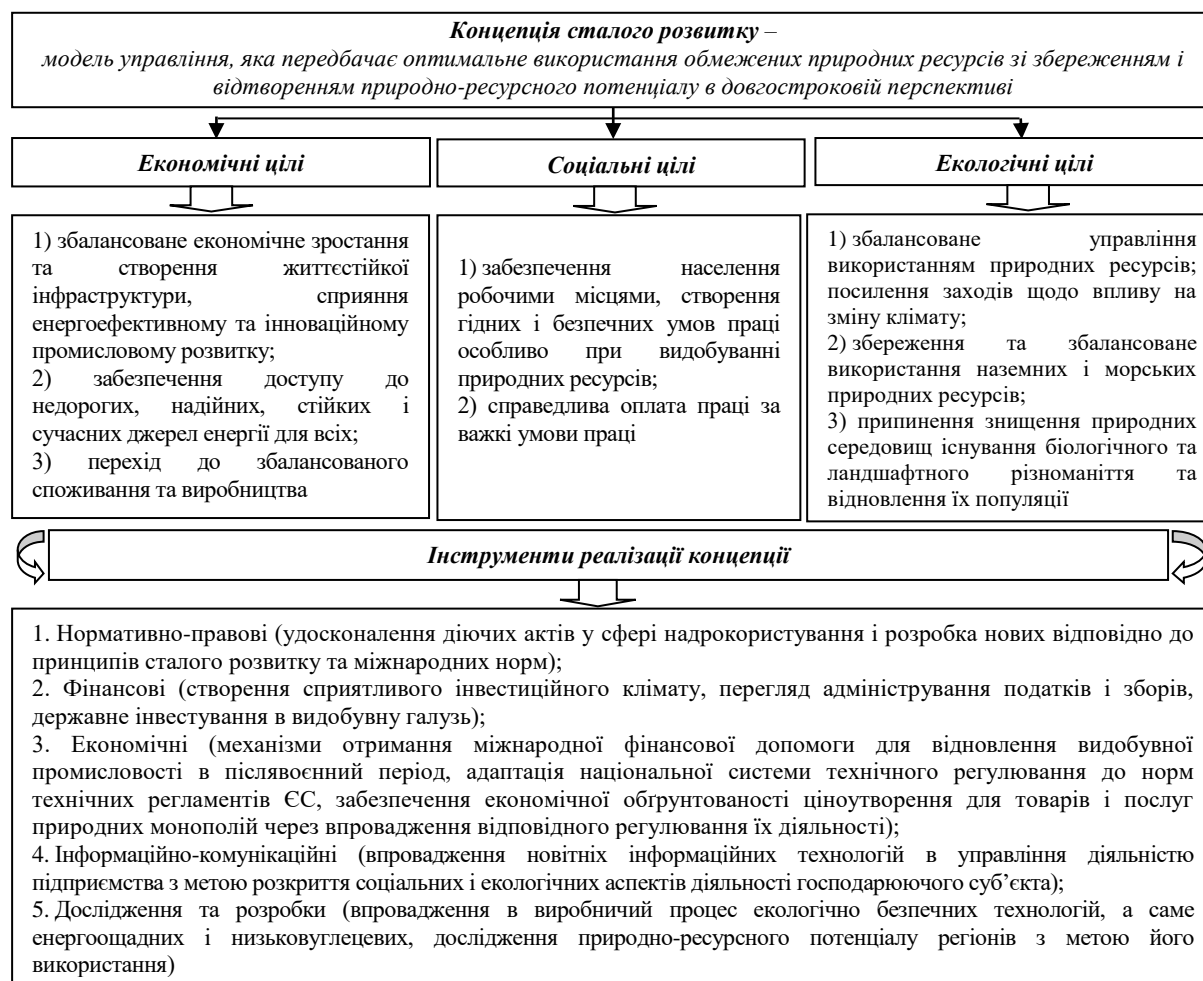 Концепція сталого розвитку –
модель управління, яка передбачає оптимальне використання обмежених природних ресурсів зі збереженням і
відтворенням природно-ресурсного потенціалу в довгостроковій перспективі
Економічні цілі
Соціальні цілі
Екологічні цілі
1) збалансоване економічне зростання
та створення життєстійкої
інфраструктури, сприяння
енергоефективному та інноваційному
промисловому розвитку;
2) забезпечення доступу до
недорогих, надійних, стійких і
сучасних джерел енергії для всіх;
3) перехід до збалансованого
споживання та виробництва
1) забезпечення населення
робочими місцями, створення
гідних і безпечних умов праці
особливо при видобуванні
природних ресурсів;
2) справедлива оплата праці за
важкі умови праці
1) збалансоване управління
використанням природних ресурсів;
посилення заходів щодо впливу на
зміну клімату;
2) збереження та збалансоване
використання наземних і морських
природних ресурсів;
3) припинення знищення природних
середовищ існування біологічного та
ландшафтного різноманіття та
відновлення їх популяції
Інструменти реалізації концепції
1. Нормативно-правові (удосконалення діючих актів у сфері надрокористування і розробка нових відповідно до
принципів сталого розвитку та міжнародних норм);
2. Фінансові (створення сприятливого інвестиційного клімату, перегляд адміністрування податків і зборів,
державне інвестування в видобувну галузь);
3. Економічні (механізми отримання міжнародної фінансової допомоги для відновлення видобувної
промисловості в післявоєнний період, адаптація національної системи технічного регулювання до норм
технічних регламентів ЄС, забезпечення економічної обґрунтованості ціноутворення для товарів і послуг
природних монополій через впровадження відповідного регулювання їх діяльності);
4. Інформаційно-комунікаційні (впровадження новітніх інформаційних технологій в управління діяльністю
підприємства з метою розкриття соціальних і екологічних аспектів діяльності господарюючого суб’єкта);
5. Дослідження та розробки (впровадження в виробничий процес екологічно безпечних технологій, а саме
енергоощадних і низьковуглецевих, дослідження природно-ресурсного потенціалу регіонів з метою його
використання)